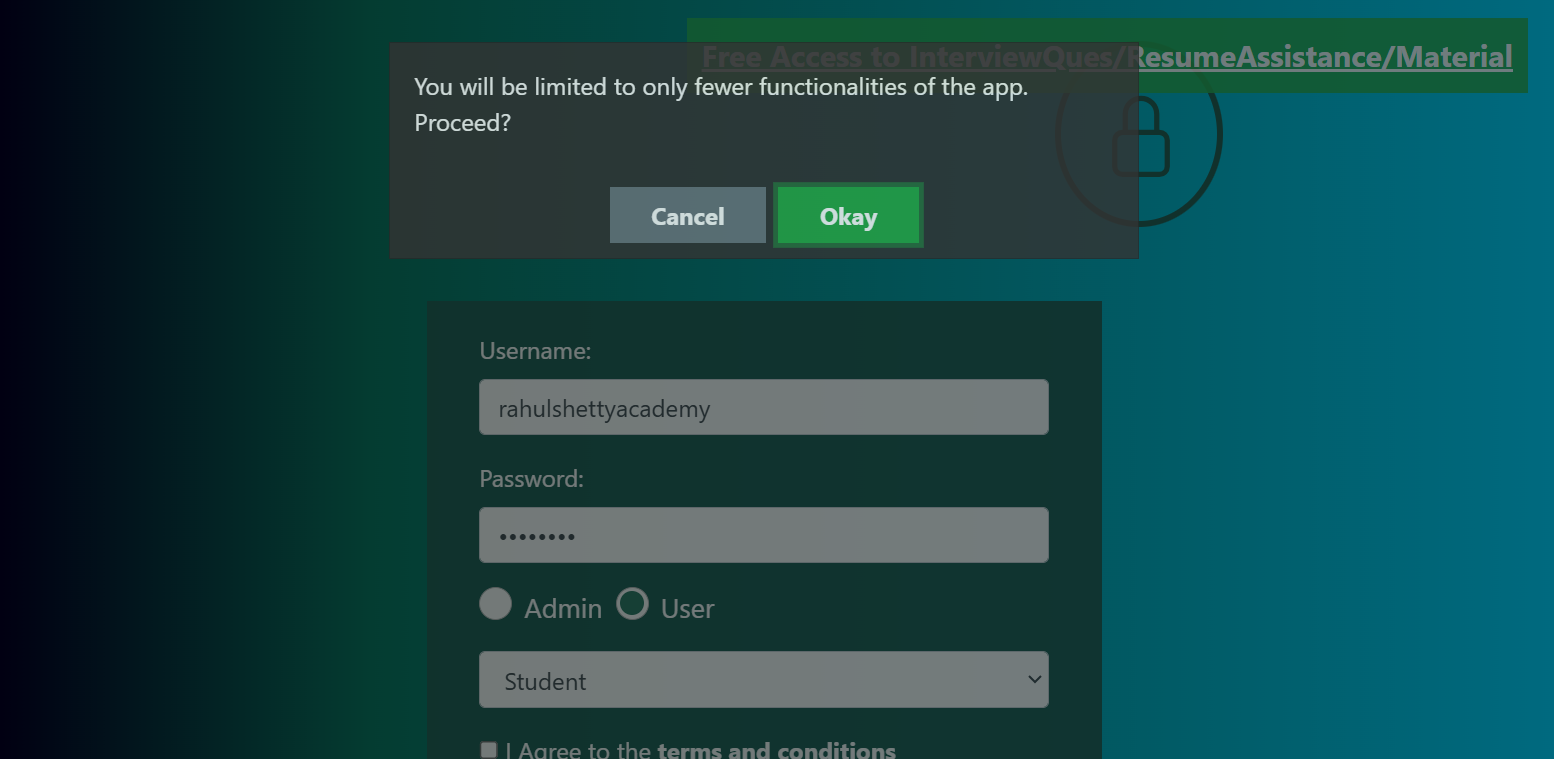 Free Access to InterviewQues/ResumeAssistance/Material
You will be limited to only fewer functionalities of the app.
Proceed?
Cancel Okay
Username:
rahulshettyacademy
Password:
••••••••
Admin User
Student
I Agree to the terms and conditions